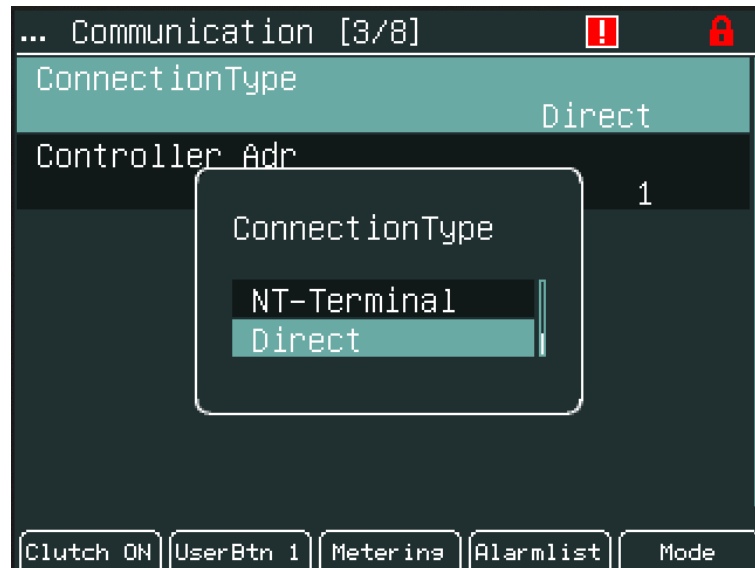 ... Communication [3/8] !
ConnectionType
Direct
Controller Adr
1
ConnectionType
NT-Terminal
Direct
Clutch ON UserBtn 1 Metering Alarmlist Mode